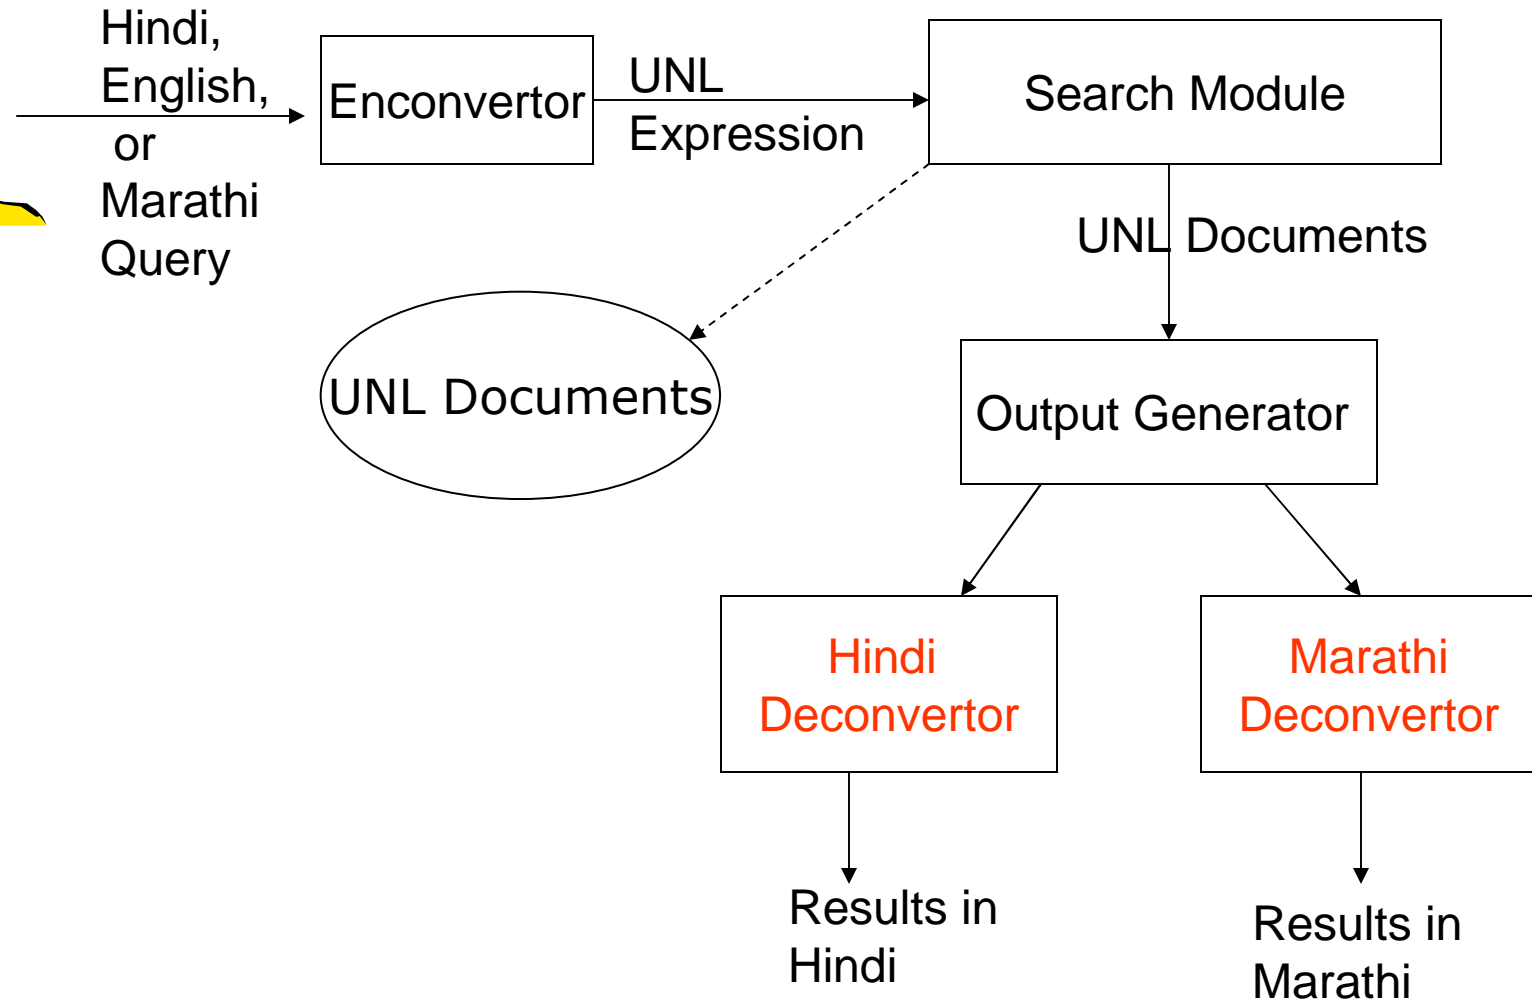 Hindi,
English,
or
Marathi
Query
Enconvertor
UNL
Expression
Search Module
UNL Documents
UNL Documents
Output Generator
Hindi
Deconvertor
Marathi
Deconvertor
Results in
Hindi
Results in
Marathi